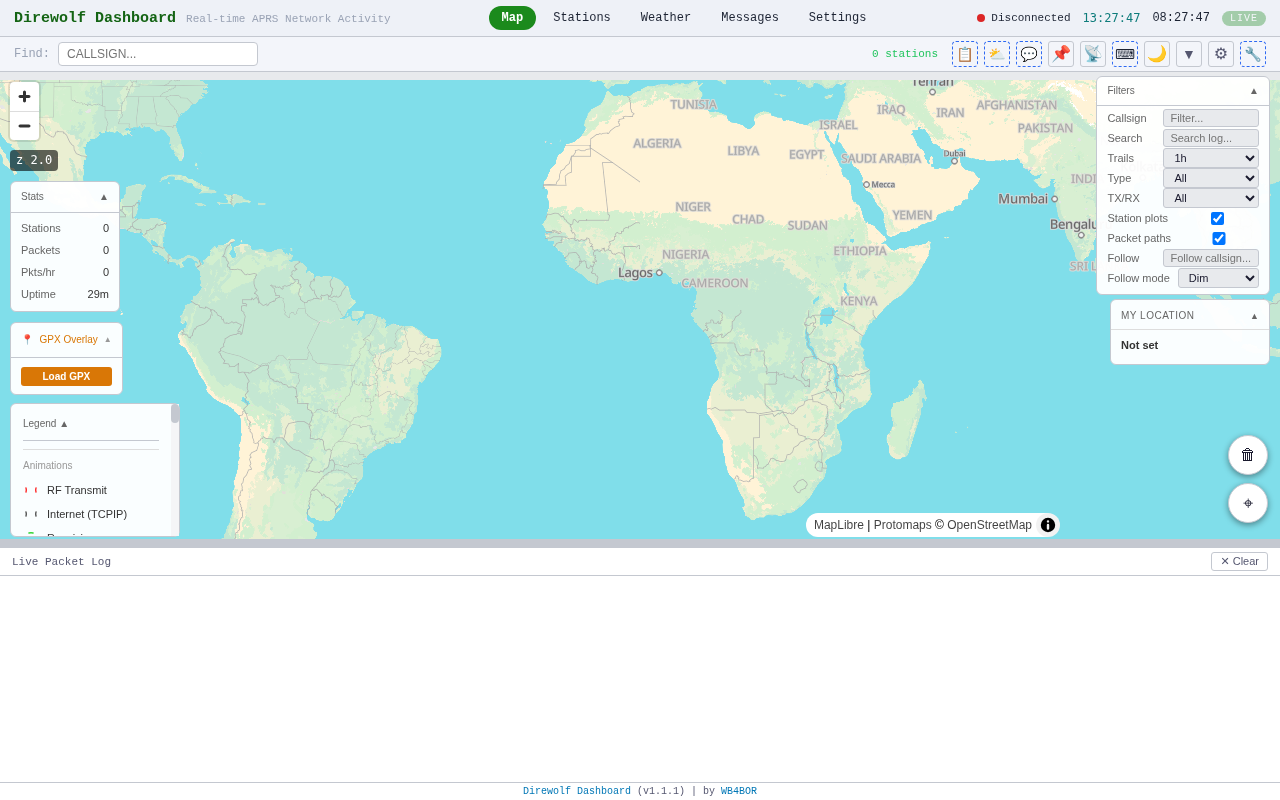 Direwolf Dashboard Real-time APRS Network Activity
Map Stations Weather Messages Settings
Disconnected 13:27:47 08:27:47 LIVE
Find: CALLSIGN...
0 stations
z 2.0
Stats ▲
Stations 0
Packets 0
Pkts/hr 0
Uptime 29m
GPX Overlay ▲
Load GPX
Legend ▲
Animations
RF Transmit
Internet (TCPIP)
TUNISIA
ALGERIA
LIBYA
EGYPT
ISRAEL
IRAQ
Tehran
IRAN
AFGHANISTAN
PAKISTAN
SAUDI ARABIA
Dubai
Mecca
Mumbai
NIGER
CHAD
SUDAN
YEMEN
NIGERIA
ETHIOPIA
Lagos
CAMEROON
KENYA
INDI
Bengalu
SRI L
Filters ▲
Callsign Filter...
Search Search log...
Trails 1h
Type All
TX/RX All
Station plots
Packet paths
Follow Follow callsign...
Follow mode Dim
MY LOCATION ▲
Not set
MapLibre | Protomaps © OpenStreetMap
Live Packet Log
✕ Clear
Direwolf Dashboard (v1.1.1) | by WB4BOR